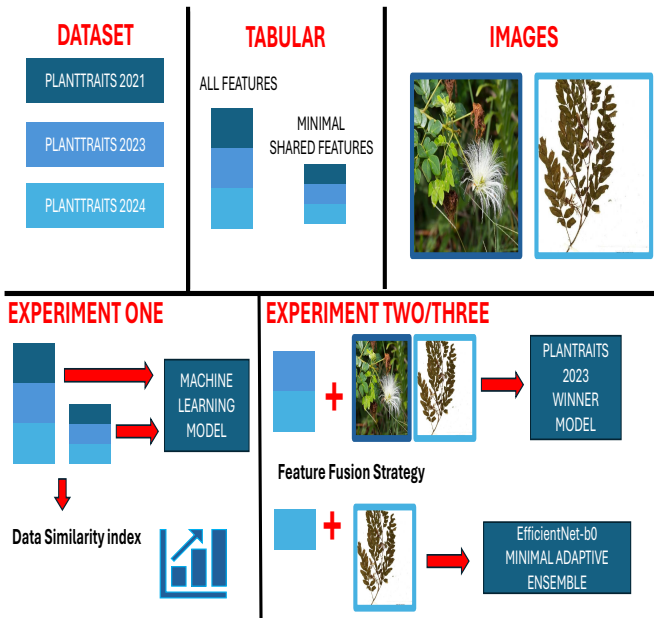 DATASET
PLANTTRAITS 2021
PLANTTRAITS 2023
PLANTTRAITS 2024
TABULAR
ALL FEATURES
MINIMAL
SHARED FEATURES
IMAGES
EXPERIMENT ONE
MACHINE
LEARNING
MODEL
Data Similarity index
EXPERIMENT TWO/THREE
+
PLANTRAITS
2023
WINNER
MODEL
Feature Fusion Strategy
+
EfficientNet-b0
MINIMAL ADAPTIVE
ENSEMBLE